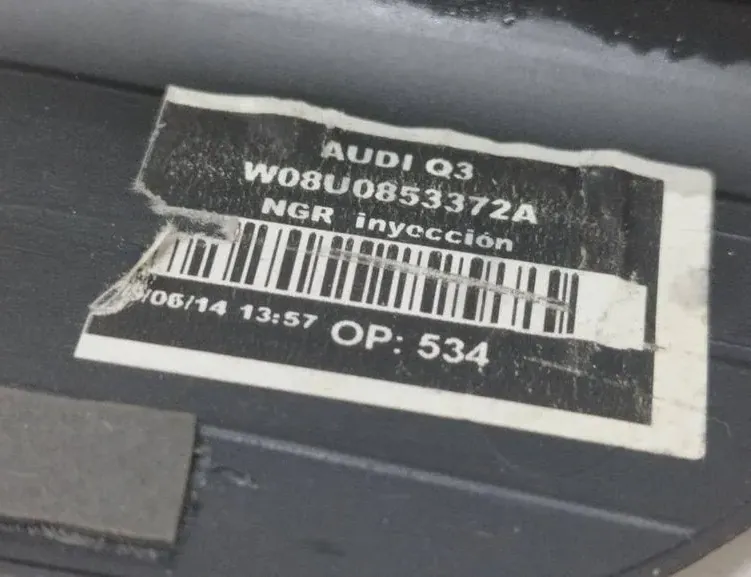 AUDI Q3
W08U0853372A
NGR inyección
/06/14 13:57 OP: 534